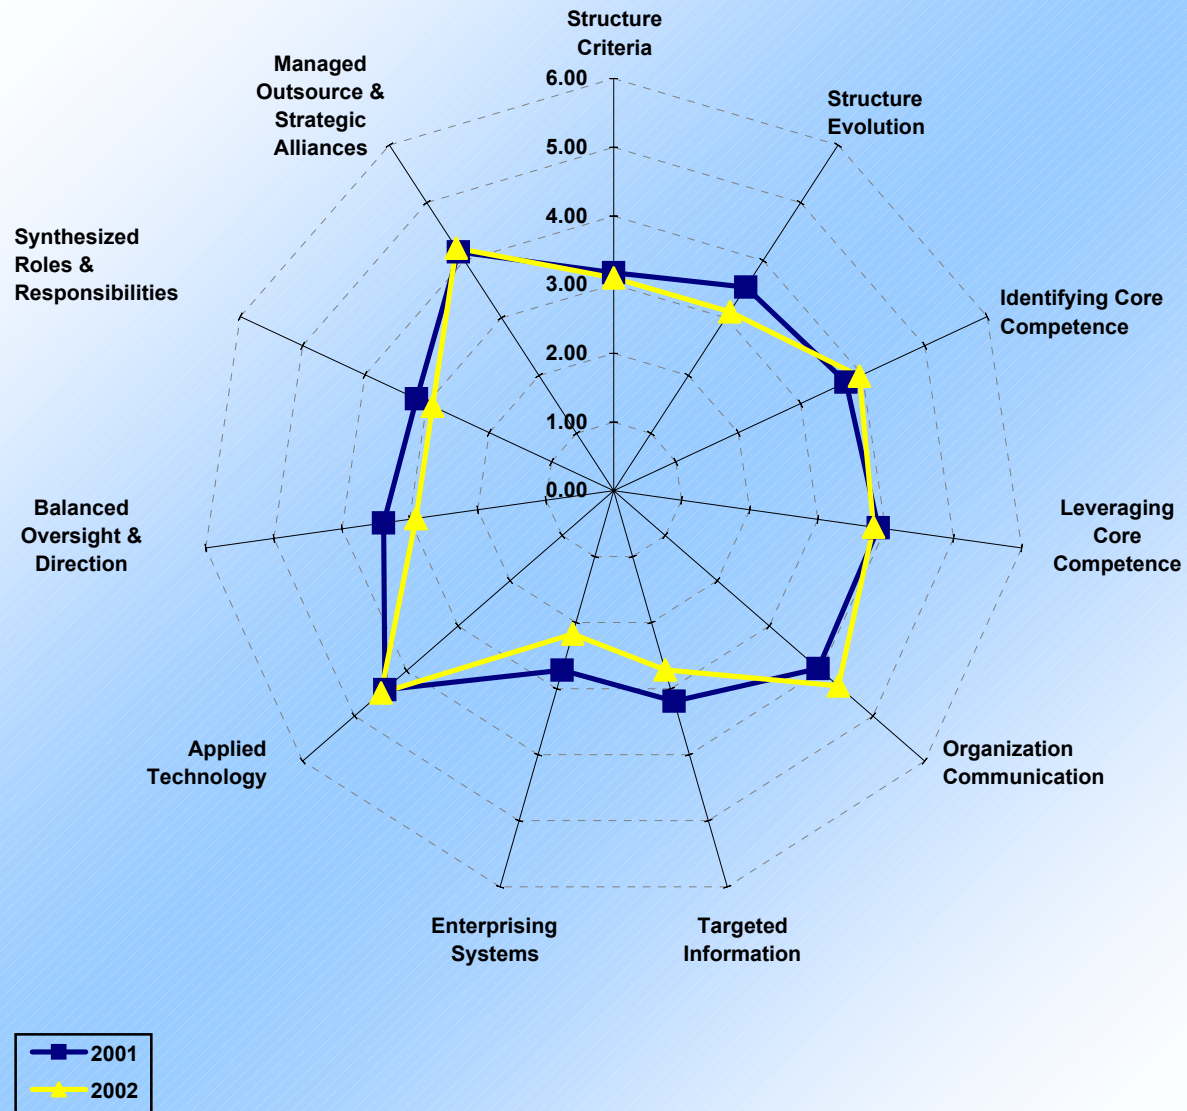 Structure
Criteria
Managed
Outsource &
Strategic
Alliances
6.00
Structure
Evolution
5.00
4.00
Synthesized
Roles &
Responsibilities
3.00
Identifying Core
Competence
2.00
1.00
0.00
Balanced
Oversight &
Direction
Leveraging
Core
Competence
Applied
Technology
Organization
Communication
Enterprising
Systems
Targeted
Information
2001
2002